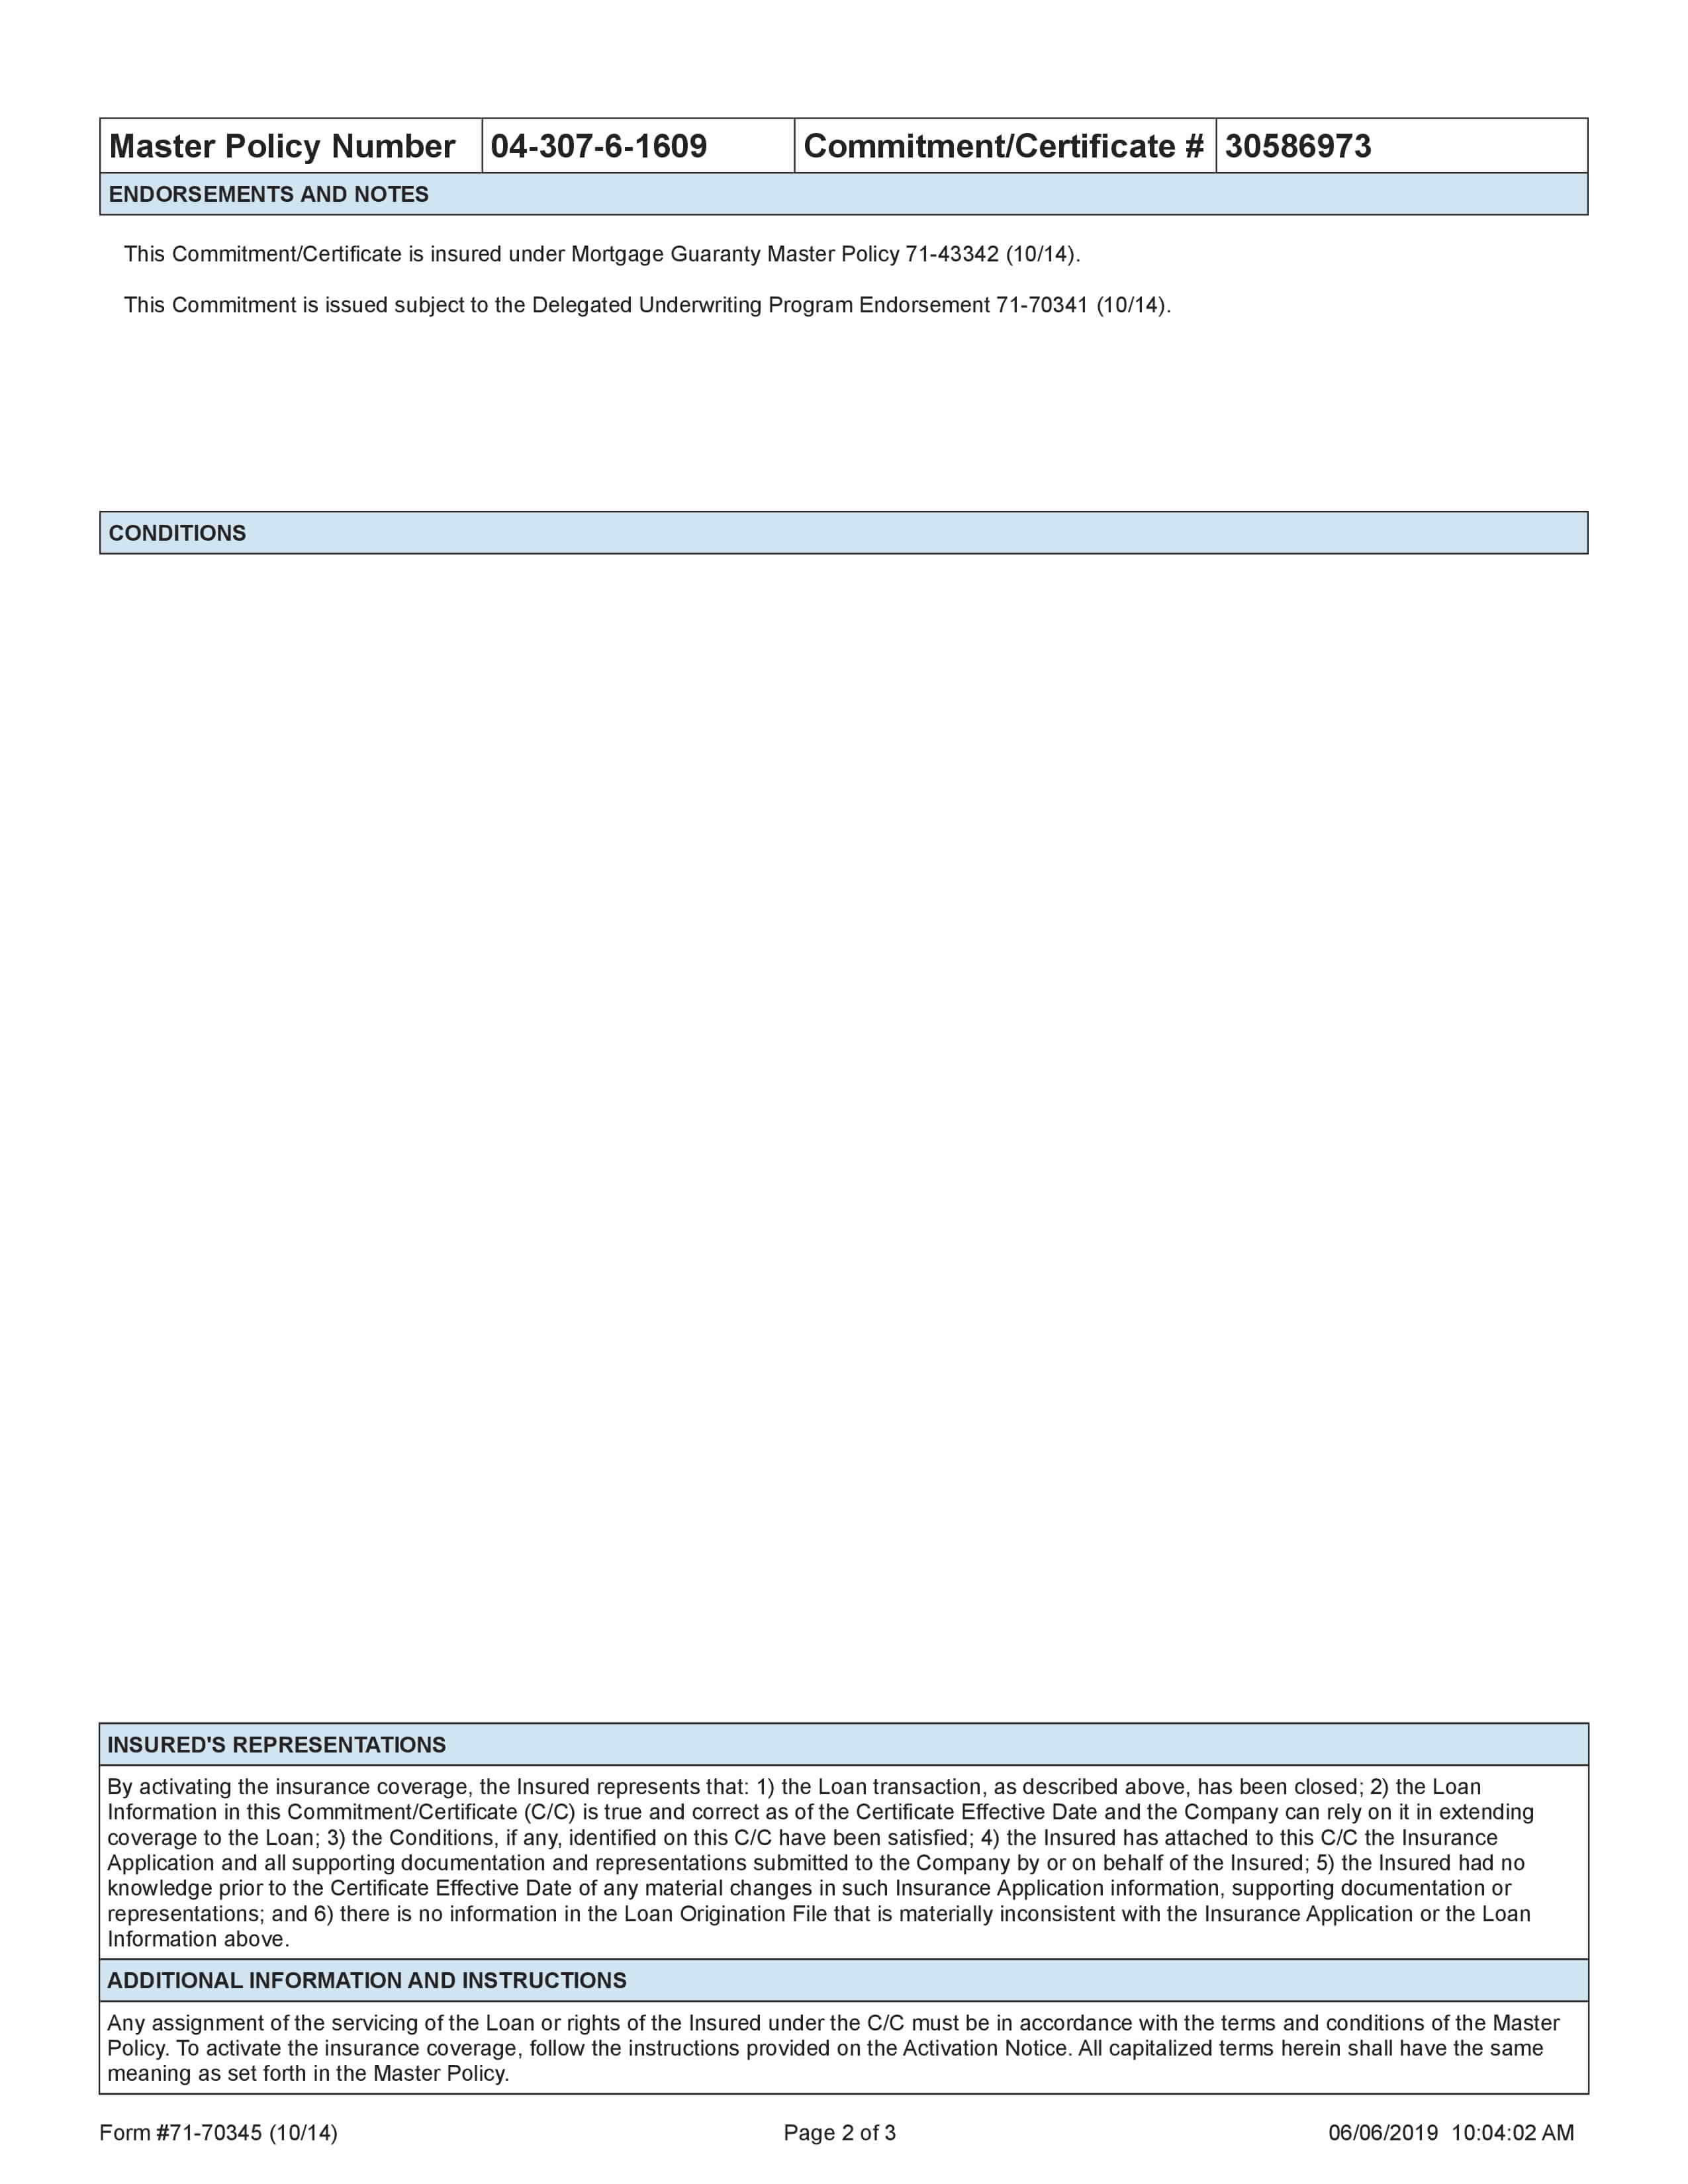 Master Policy Number 04-307-6-1609 Commitment/Certificate # 30586973
ENDORSEMENTS AND NOTES
This Commitment/Certificate is insured under Mortgage Guaranty Master Policy 71-43342 (10/14).
This Commitment is issued subject to the Delegated Underwriting Program Endorsement 71-70341 (10/14).
CONDITIONS
INSURED'S REPRESENTATIONS
By activating the insurance coverage, the Insured represents that: 1) the Loan transaction, as described above, has been closed; 2) the Loan
Information in this Commitment/Certificate (C/C) is true and correct as of the Certificate Effective Date and the Company can rely on it in extending
coverage to the Loan; 3) the Conditions, if any, identified on this C/C have been satisfied; 4) the Insured has attached to this C/C the Insurance
Application and all supporting documentation and representations submitted to the Company by or on behalf of the Insured; 5) the Insured had no
knowledge prior to the Certificate Effective Date of any material changes in such Insurance Application information, supporting documentation or
representations; and 6) there is no information in the Loan Origination File that is materially inconsistent with the Insurance Application or the Loan
Information above.
ADDITIONAL INFORMATION AND INSTRUCTIONS
Any assignment of the servicing of the Loan or rights of the Insured under the C/C must be in accordance with the terms and conditions of the Master
Policy. To activate the insurance coverage, follow the instructions provided on the Activation Notice. All capitalized terms herein shall have the same
meaning as set forth in the Master Policy.
Form #71-70345 (10/14) Page 2 of 3 06/06/2019 10:04:02 AM